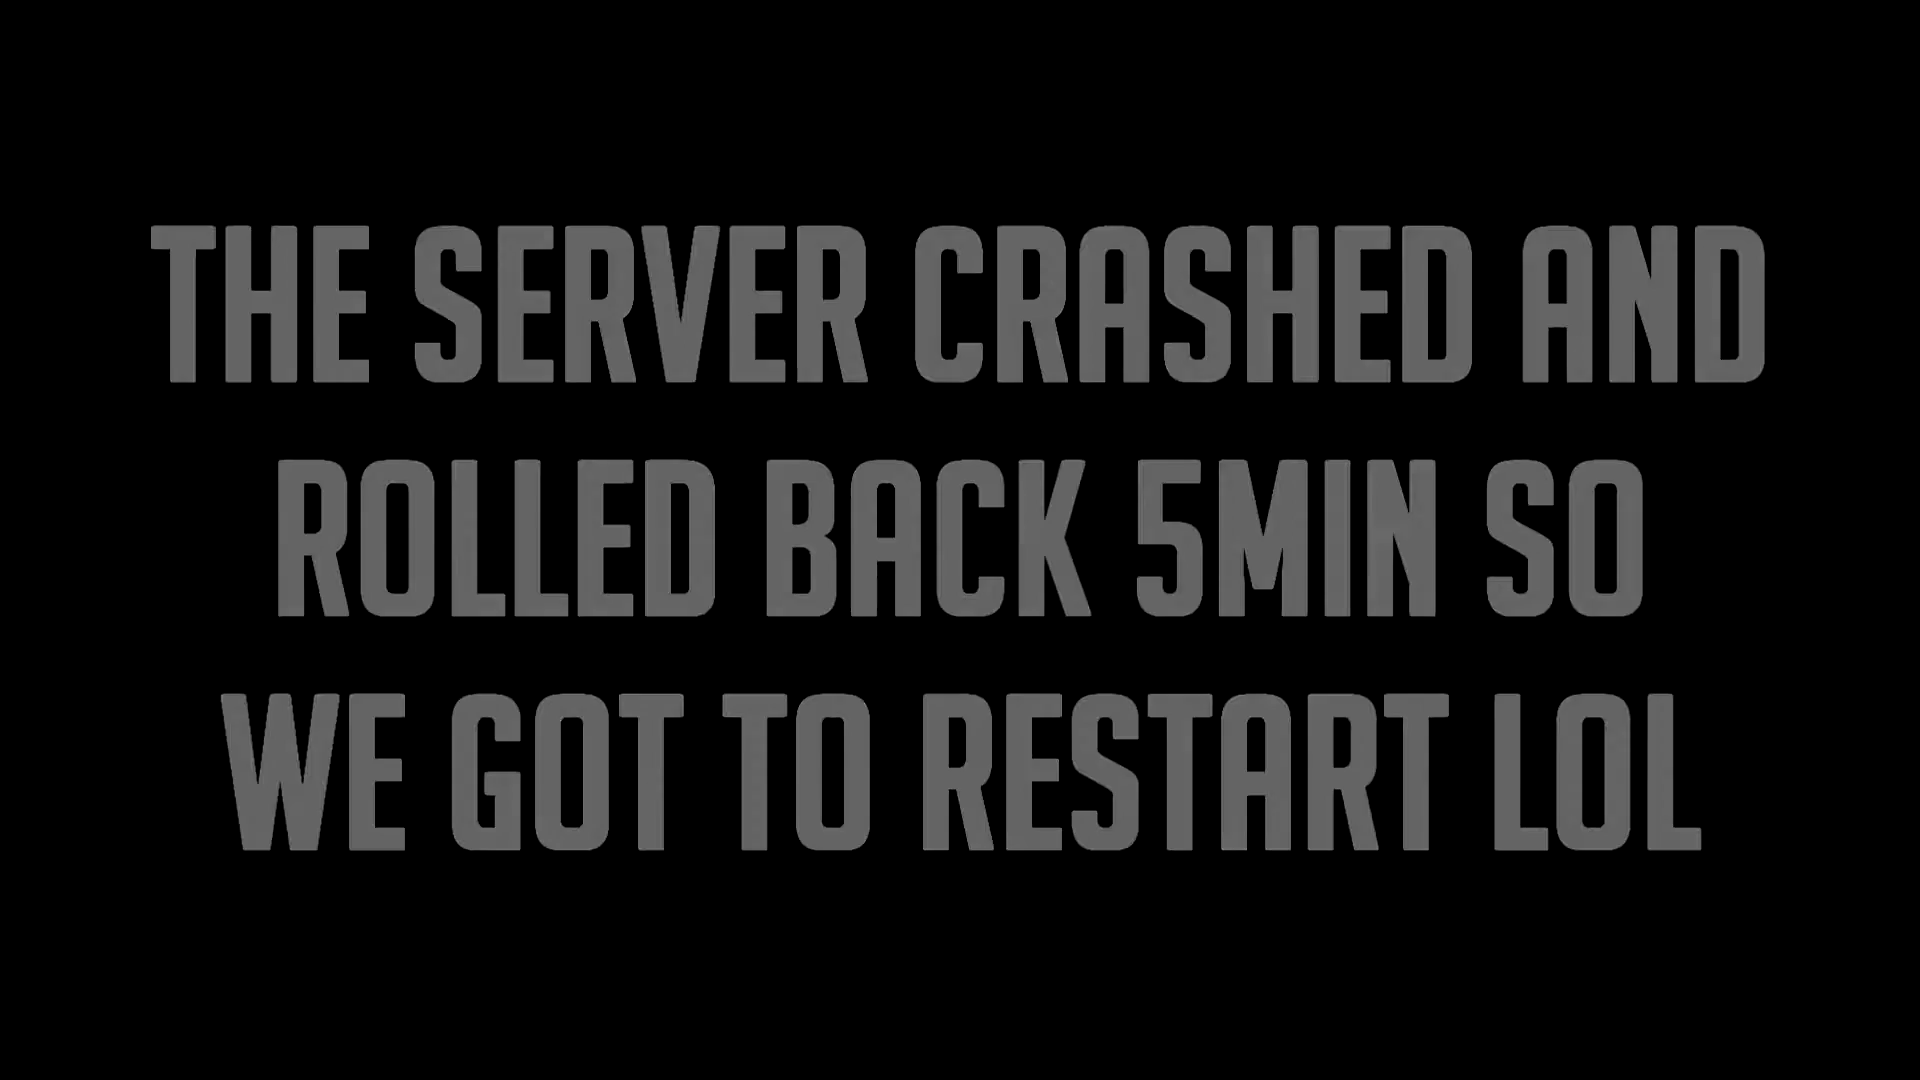 THE SERVER CRASHED AND
ROLLED BACK 5MIN SO
WE GOT TO RESTART LOL